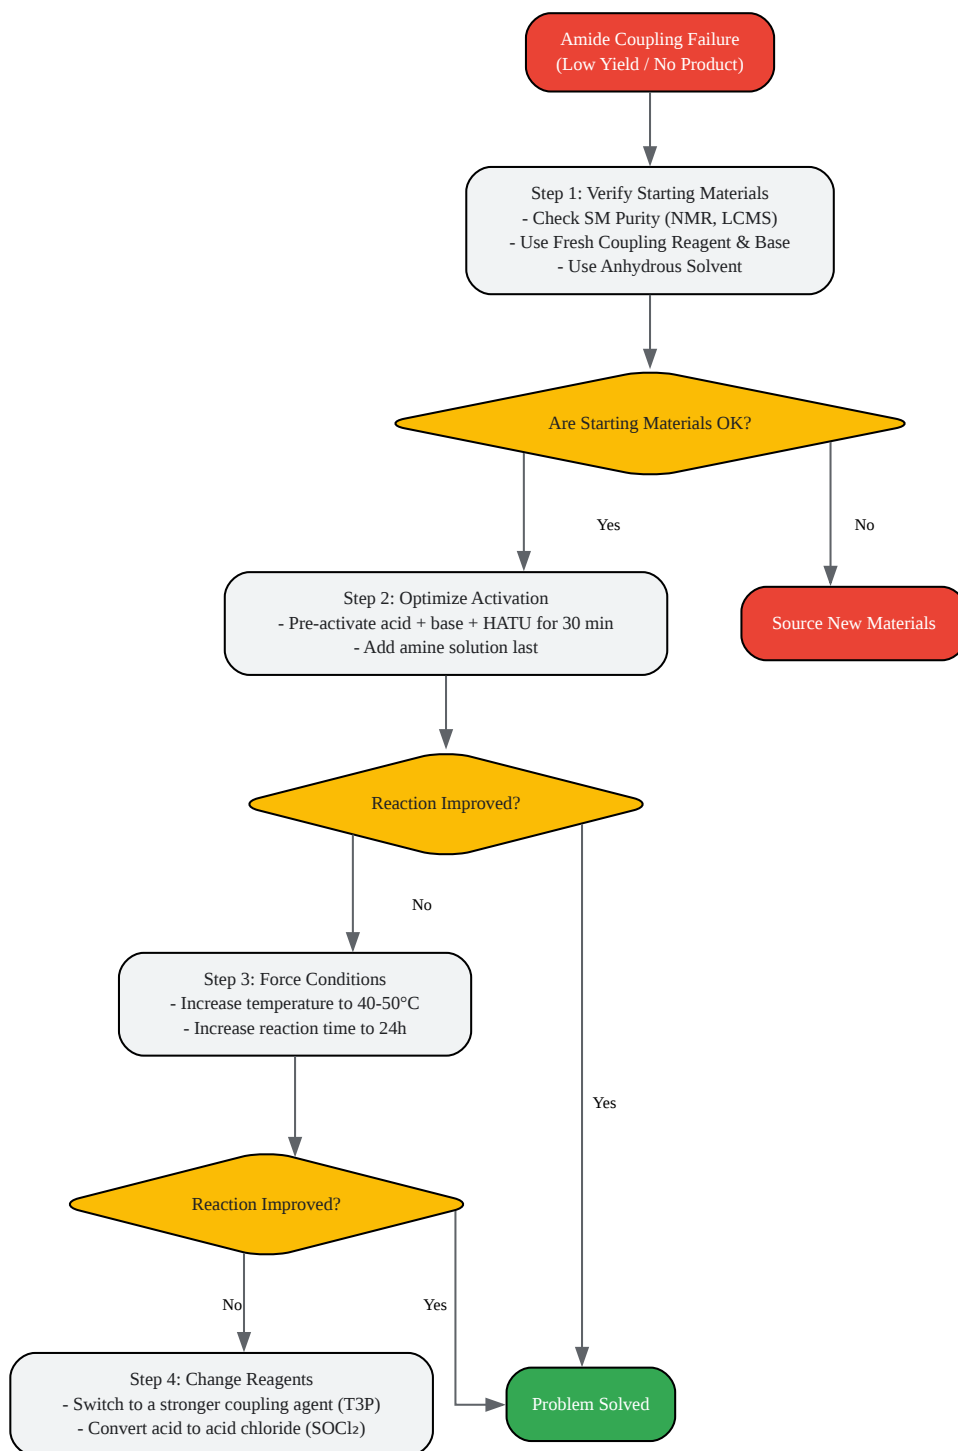 Amide Coupling Failure
(Low Yield / No Product)
Step 1: Verify Starting Materials
- Check SM Purity (NMR, LCMS)
- Use Fresh Coupling Reagent & Base
- Use Anhydrous Solvent
Are Starting Materials OK?
Yes
No
Step 2: Optimize Activation
- Pre-activate acid + base + HATU for 30 min
- Add amine solution last
Source New Materials
Reaction Improved?
No
Step 3: Force Conditions
- Increase temperature to 40-50°C
- Increase reaction time to 24h
Yes
Reaction Improved?
No
Yes
Step 4: Change Reagents
- Switch to a stronger coupling agent (T3P)
- Convert acid to acid chloride (SOCl₂)
Problem Solved